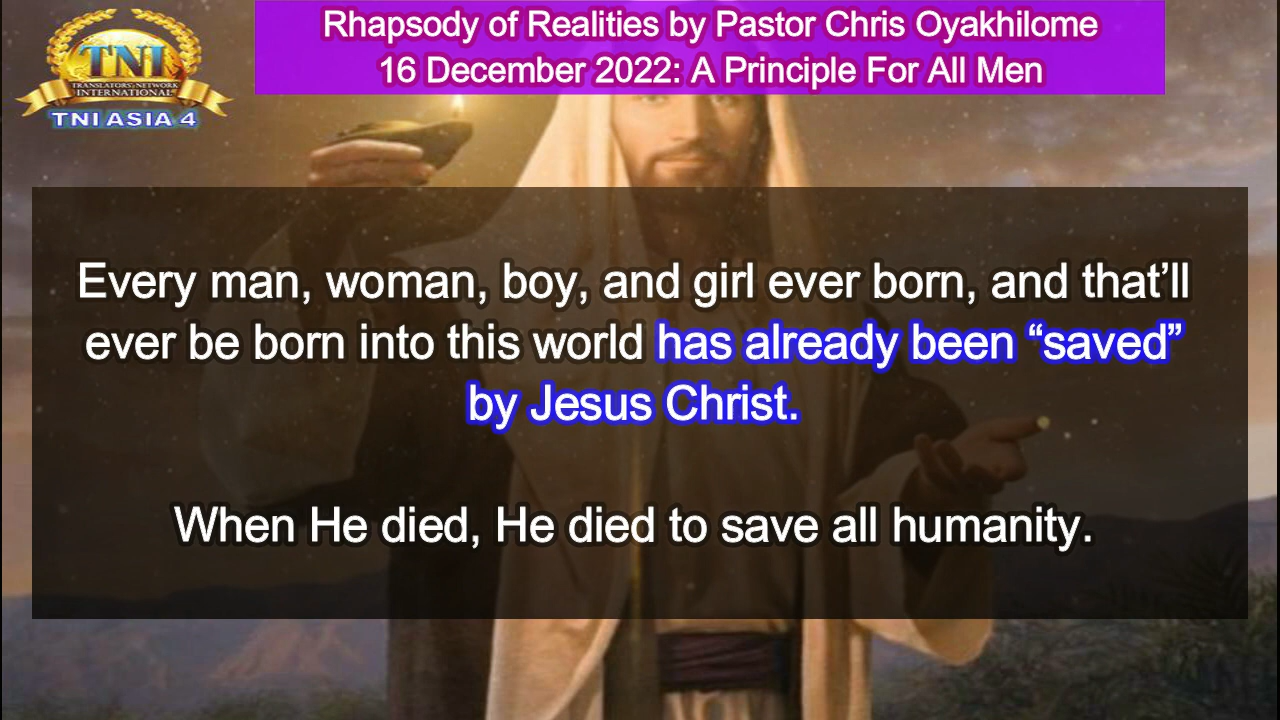 Rhapsody of Realities by Pastor Chris Oyakhilome
16 December 2022: A Principle For All Men
TNI
TRANSLATORS' NETWORK
INTERNATIONAL
TNI ASIA 4
Every man, woman, boy, and girl ever born, and that’ll
ever be born into this world has already been “saved”
by Jesus Christ.
When He died, He died to save all humanity.